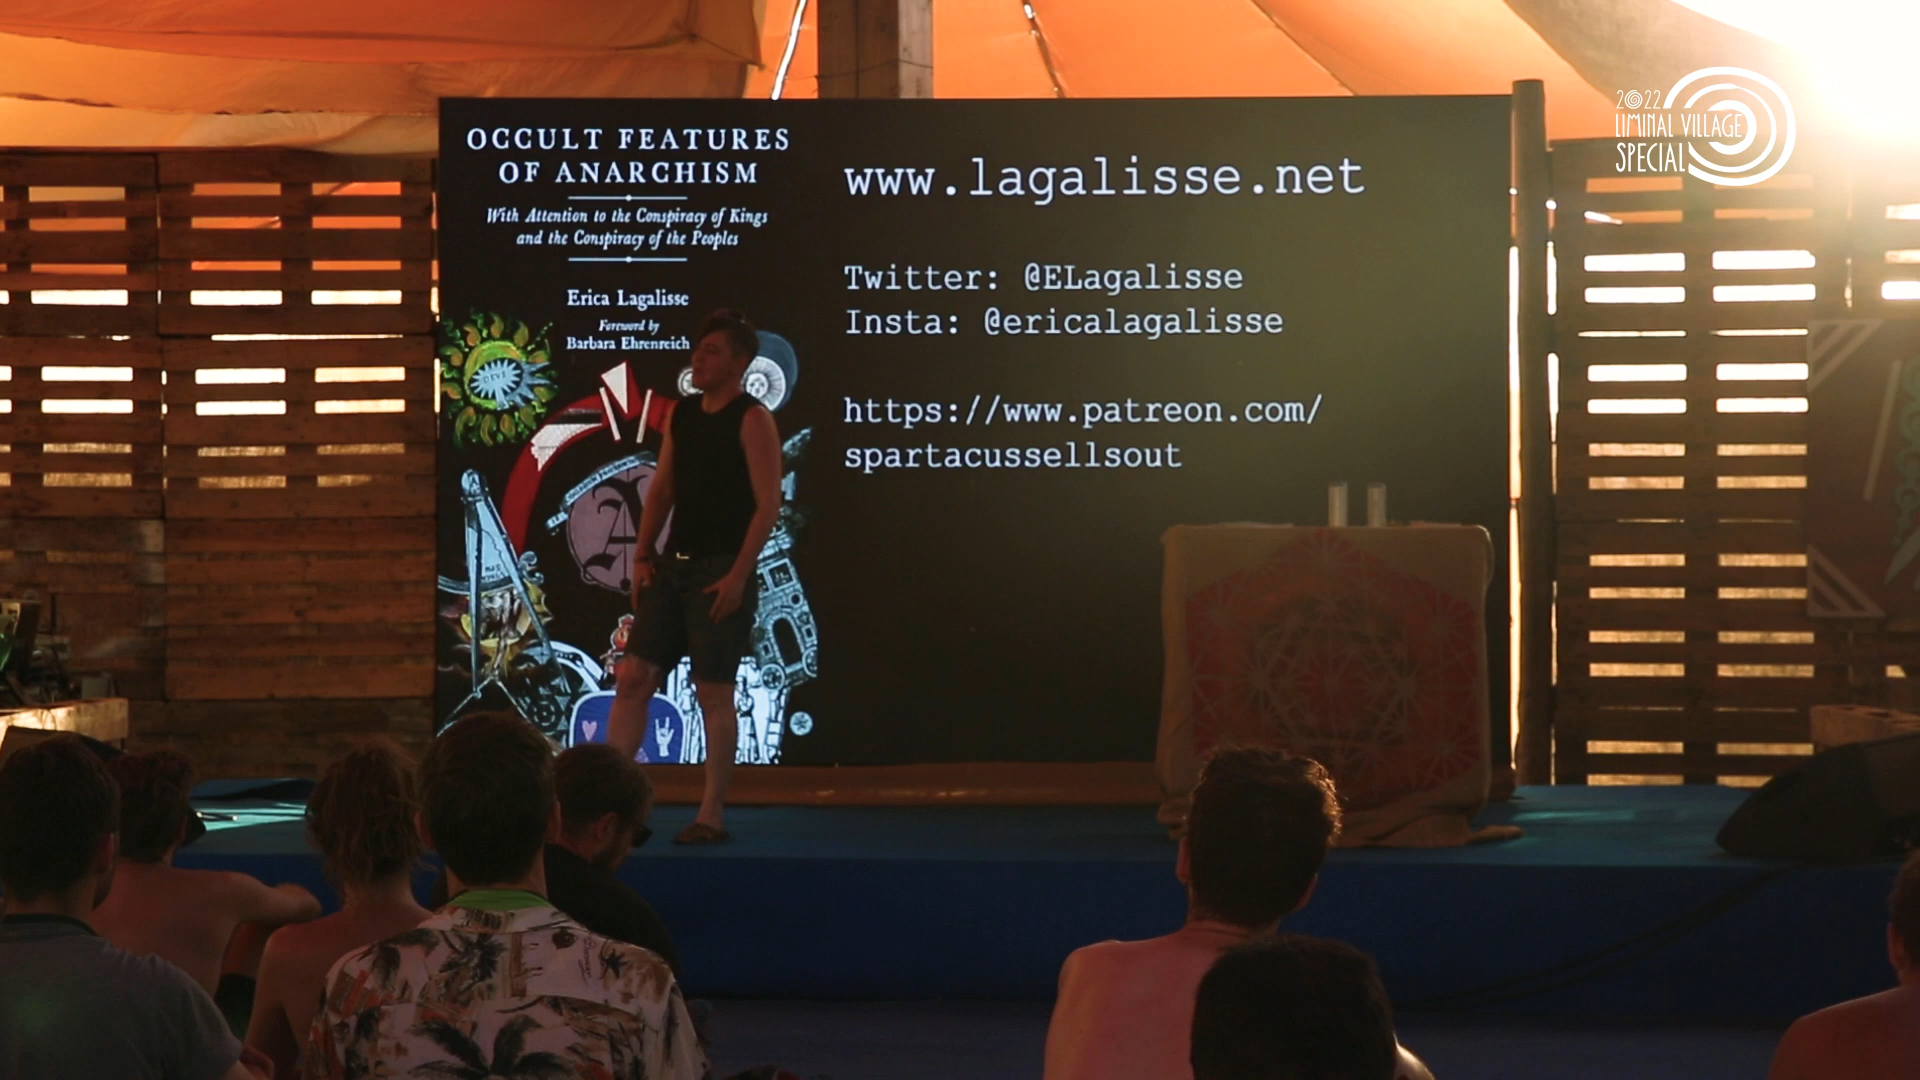 OCCULT FEATURES
OF ANARCHISM
With Attention to the Conspiracy of Kings
and the Conspiracy of the Peoples
Erica Lagalisse
Foreword by
Barbara Ehrenreich
www.lagalisse.net
Twitter: @ELagalisse
Insta: @ericalagalisse
https://www.patreon.com/
spartacussellsout
2022
LIMINAL VILLAGE
SPECIAL